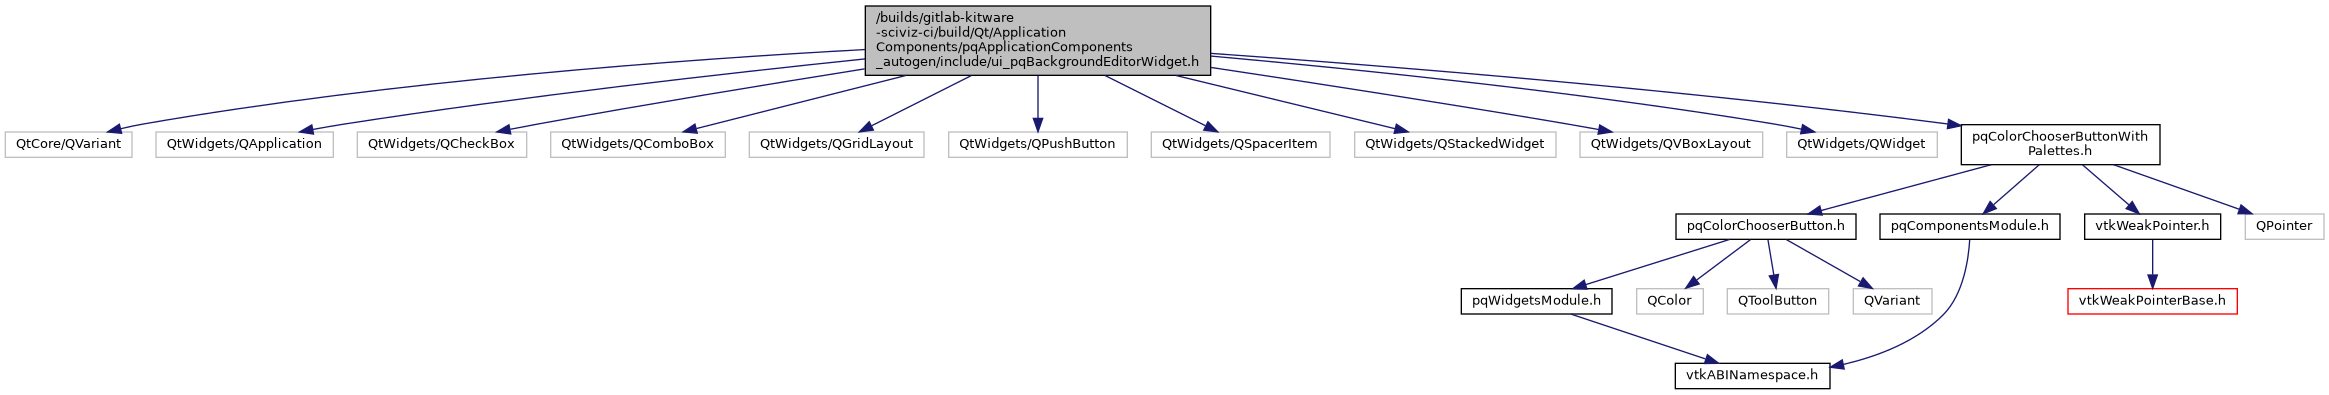 /builds/gitlab-kitware
-sciviz-ci/build/Qt/Application
Components/pqApplicationComponents
_autogen/include/ui_pqBackgroundEditorWidget.h
QtCore/QVariant
QtWidgets/QApplication
QtWidgets/QCheckBox
QtWidgets/QComboBox
QtWidgets/QGridLayout
QtWidgets/QPushButton
QtWidgets/QSpacerItem
QtWidgets/QStackedWidget
QtWidgets/QVBoxLayout
QtWidgets/QWidget
pqColorChooserButtonWith
Palettes.h
pqColorChooserButton.h
pqComponentsModule.h
vtkWeakPointer.h
QPointer
pqWidgetsModule.h
QColor
QToolButton
QVariant
vtkWeakPointerBase.h
vtkABINamespace.h